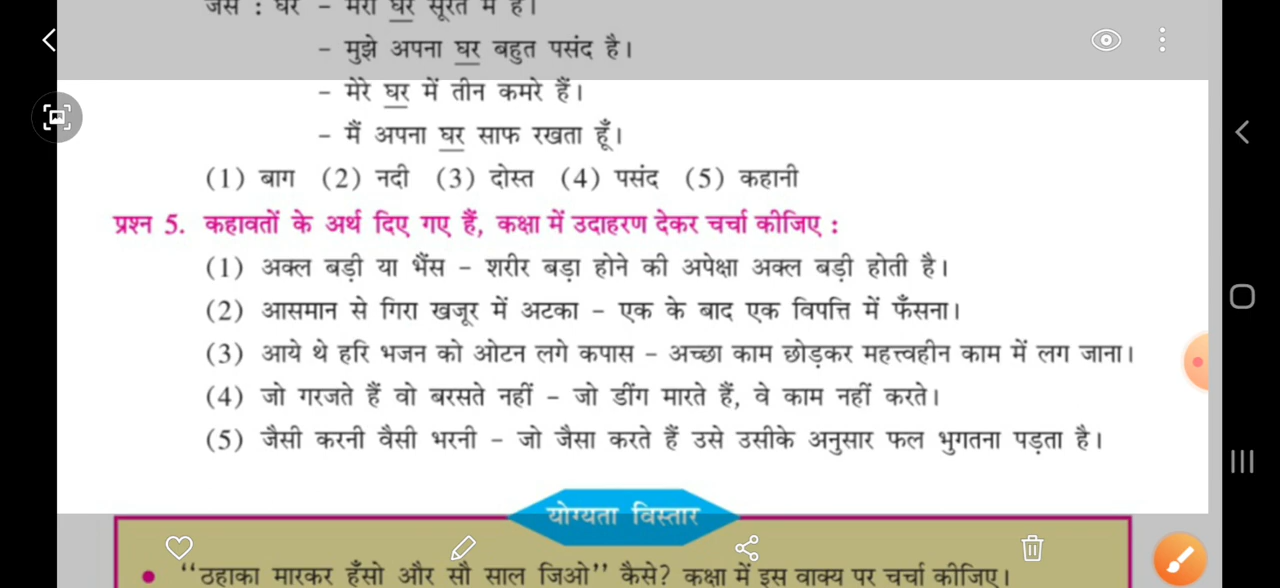 जैसे : घर – मेरा घर सूरत में है।
– मुझे अपना घर बहुत पसंद है।
– मेरे घर में तीन कमरे हैं।
– मैं अपना घर साफ रखता हूँ।
(1) बाग (2) नदी (3) दोस्त (4) पसंद (5) कहानी
प्रश्न 5. कहावतों के अर्थ दिए गए हैं, कक्षा में उदाहरण देकर चर्चा कीजिए :
(1) अक्ल बड़ी या भैंस – शरीर बड़ा होने की अपेक्षा अक्ल बड़ी होती है।
(2) आसमान से गिरा खजूर में अटका – एक के बाद एक विपत्ति में फँसना।
(3) आये थे हरि भजन को ओटन लगे कपास – अच्छा काम छोड़कर महत्त्वहीन काम में लग जाना।
(4) जो गरजते हैं वो बरसते नहीं – जो डींग मारते हैं, वे काम नहीं करते।
(5) जैसी करनी वैसी भरनी – जो जैसा करते हैं उसे उसीके अनुसार फल भुगतना पड़ता है।
योग्यता विस्तार
● “ठहाका मारकर हँसो और सौ साल जिओ” कैसे? कक्षा में इस वाक्य पर चर्चा कीजिए।